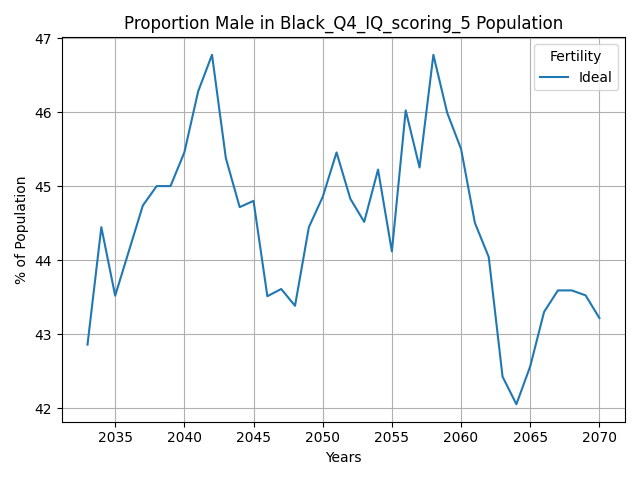 Proportion Male in Black_Q4_IQ_scoring_5 Population
Fertility
Ideal
% of Population
47
46
45
44
43
42
2035 2040 2045 2050 2055 2060 2065 2070
Years